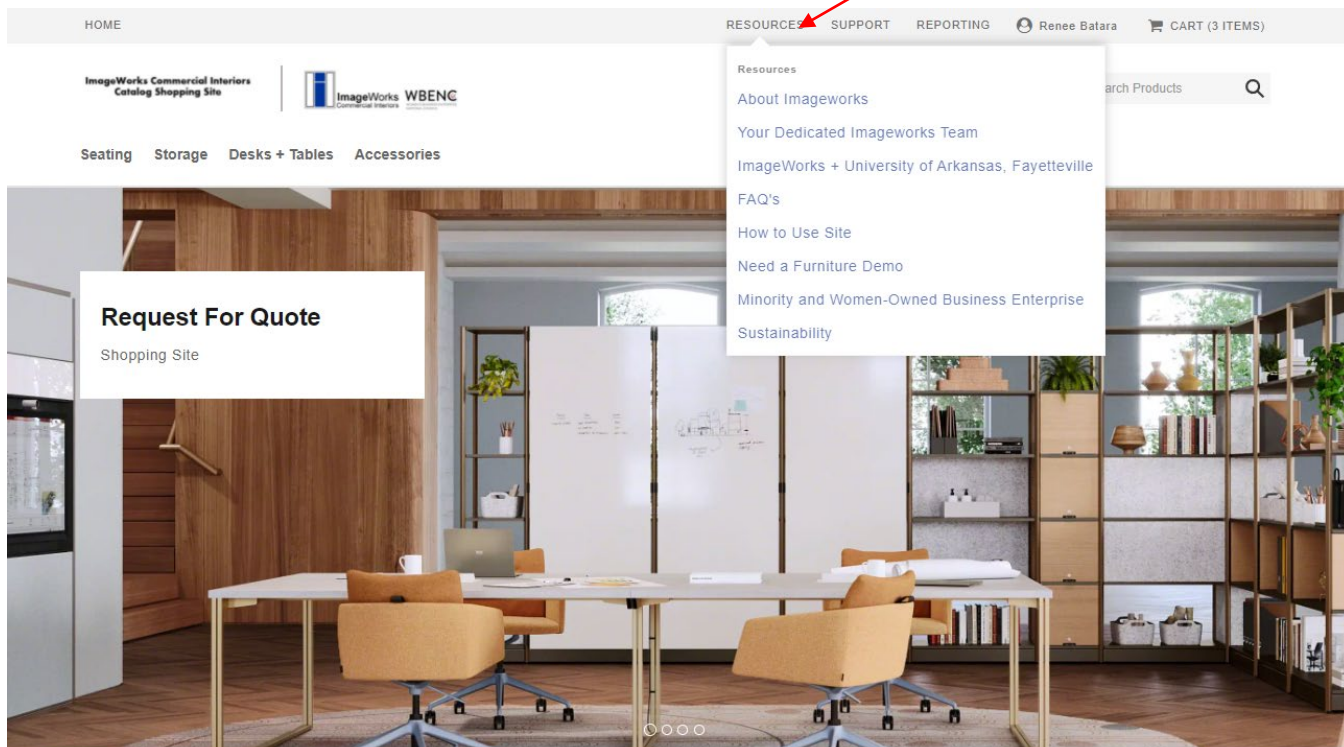 HOME
RESOURCES SUPPORT REPORTING Renee Batara CART (3 ITEMS)
ImageWorks Commercial Interiors
Catalog Shopping Site
ImageWorks
Commercial Interiors
WBENC
arch Products
Seating Storage Desks + Tables Accessories
Resources
About Imageworks
Your Dedicated Imageworks Team
ImageWorks + University of Arkansas, Fayetteville
FAQ's
How to Use Site
Need a Furniture Demo
Minority and Women-Owned Business Enterprise
Sustainability
Request For Quote
Shopping Site